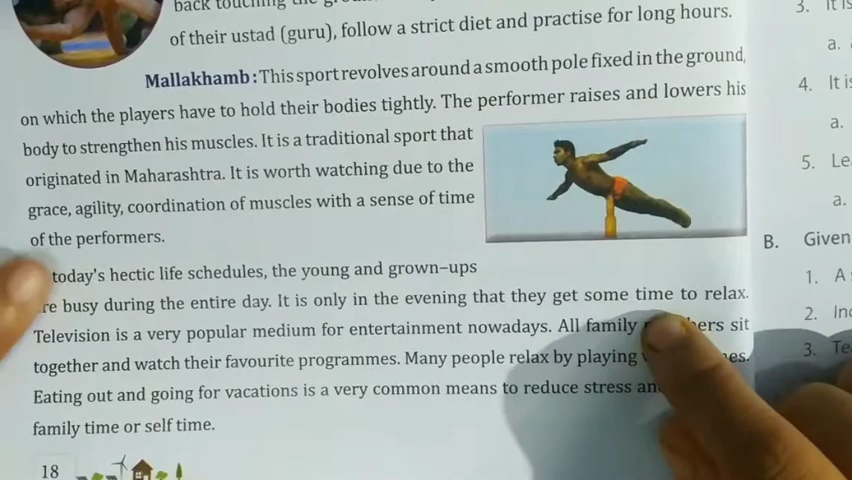 back touching the
of their ustad (guru), follow a strict diet and practise for long hours.
Mallakhamb : This sport revolves around a smooth pole fixed in the ground,
on which the players have to hold their bodies tightly. The performer raises and lowers his
body to strengthen his muscles. It is a traditional sport that
originated in Maharashtra. It is worth watching due to the
grace, agility, coordination of muscles with a sense of time
of the performers.
today's hectic life schedules, the young and grown-ups
busy during the entire day. It is only in the evening that they get some time to relax.
Television is a very popular medium for entertainment nowadays. All family sit
together and watch their favourite programmes. Many people relax by playing
Eating out and going for vacations is a very common means to reduce stress
family time or self time.
18
3. It is
a.
4. It is
a.
5.
a.
B. Given
1. A
2.
3.